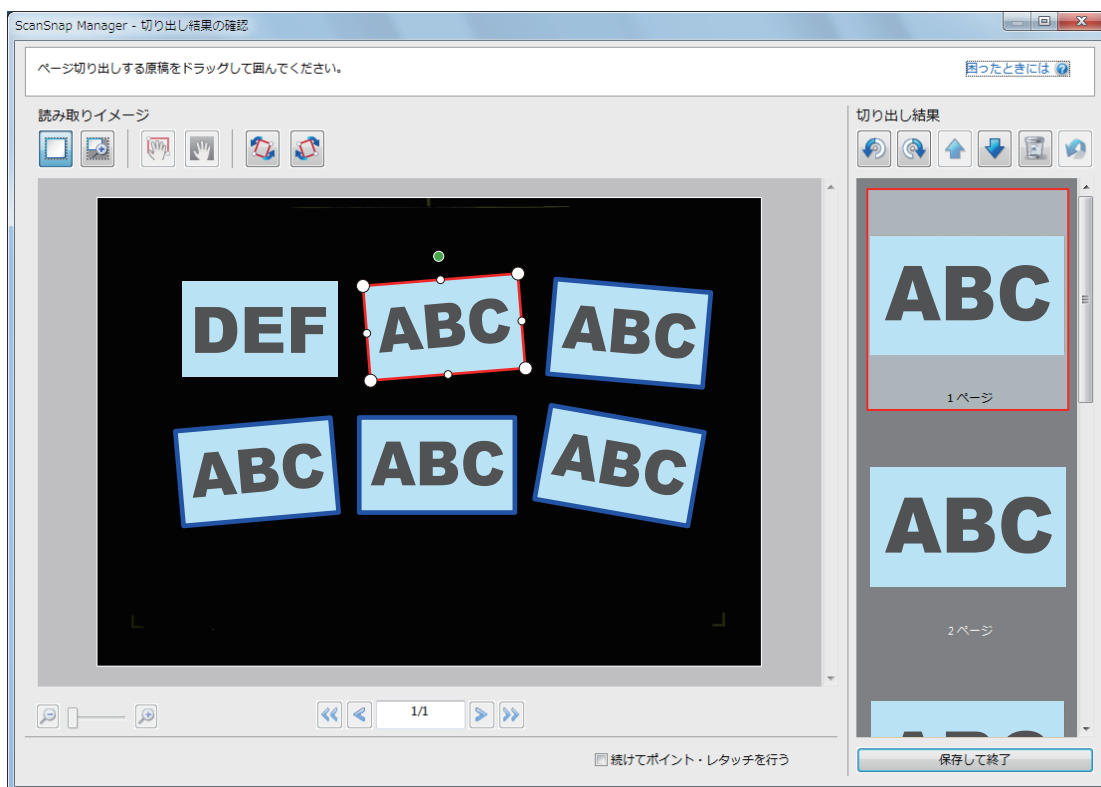 ScanSnap Manager - 切り出し結果の確認
ページ切り出しする原稿をドラッグして囲んでください。
困ったときには
読み取りイメージ
切り出し結果
DEF
ABC
ABC
ABC
ABC
ABC
ABC
1 ページ
ABC
2 ページ
1/1
続けてポイント・レタッチを行う
保存して終了